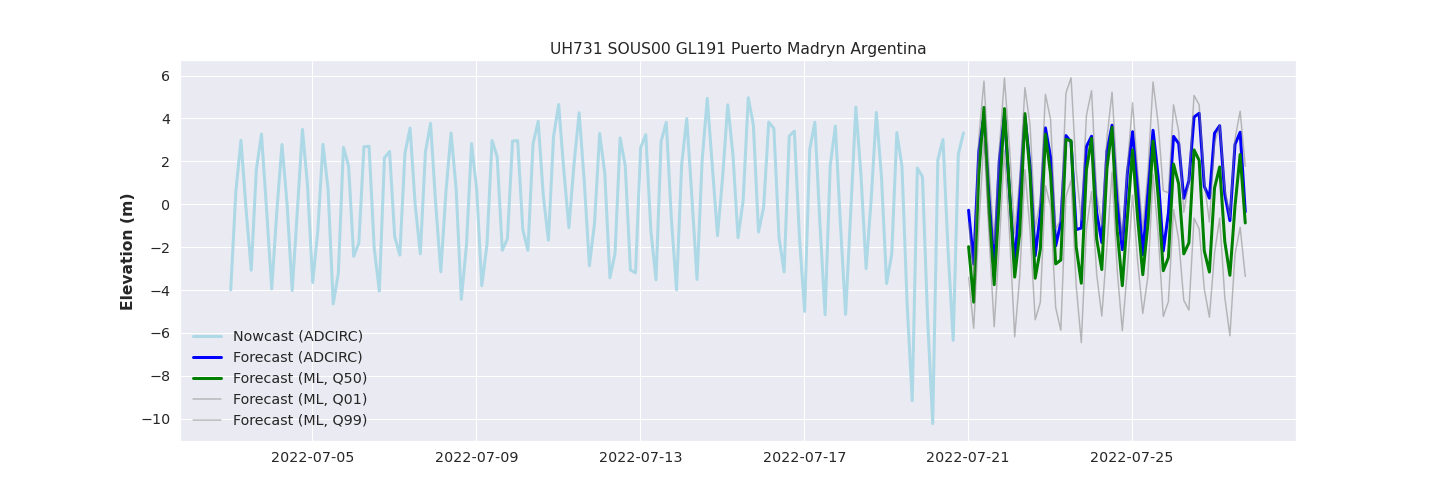 UH731 SOUS00 GL191 Puerto Madryn Argentina
Elevation (m)
6
4
2
0
−2
−4
−6
−8
−10
Nowcast (ADCIRC)
Forecast (ADCIRC)
Forecast (ML, Q50)
Forecast (ML, Q01)
Forecast (ML, Q99)
2022-07-05 2022-07-09 2022-07-13 2022-07-17 2022-07-21 2022-07-25